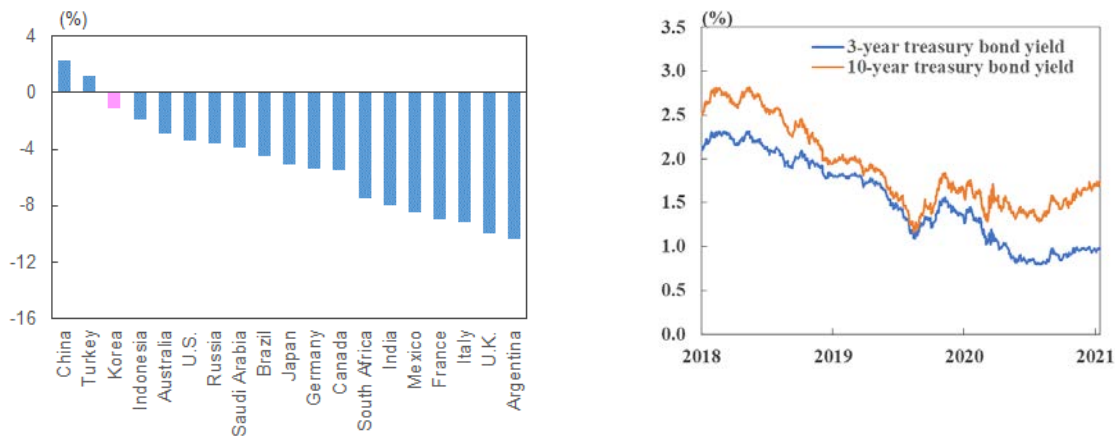 (%)
4
0
-4
-8
-12
-16
China
Turkey
Korea
Indonesia
Australia
U.S.
Russia
Saudi Arabia
Brazil
Japan
Germany
Canada
South Africa
India
Mexico
France
Italy
U.K.
Argentina
(%)
3.5
3.0
2.5
2.0
1.5
1.0
0.5
0.0
3-year treasury bond yield
10-year treasury bond yield
2018 2019 2020 2021